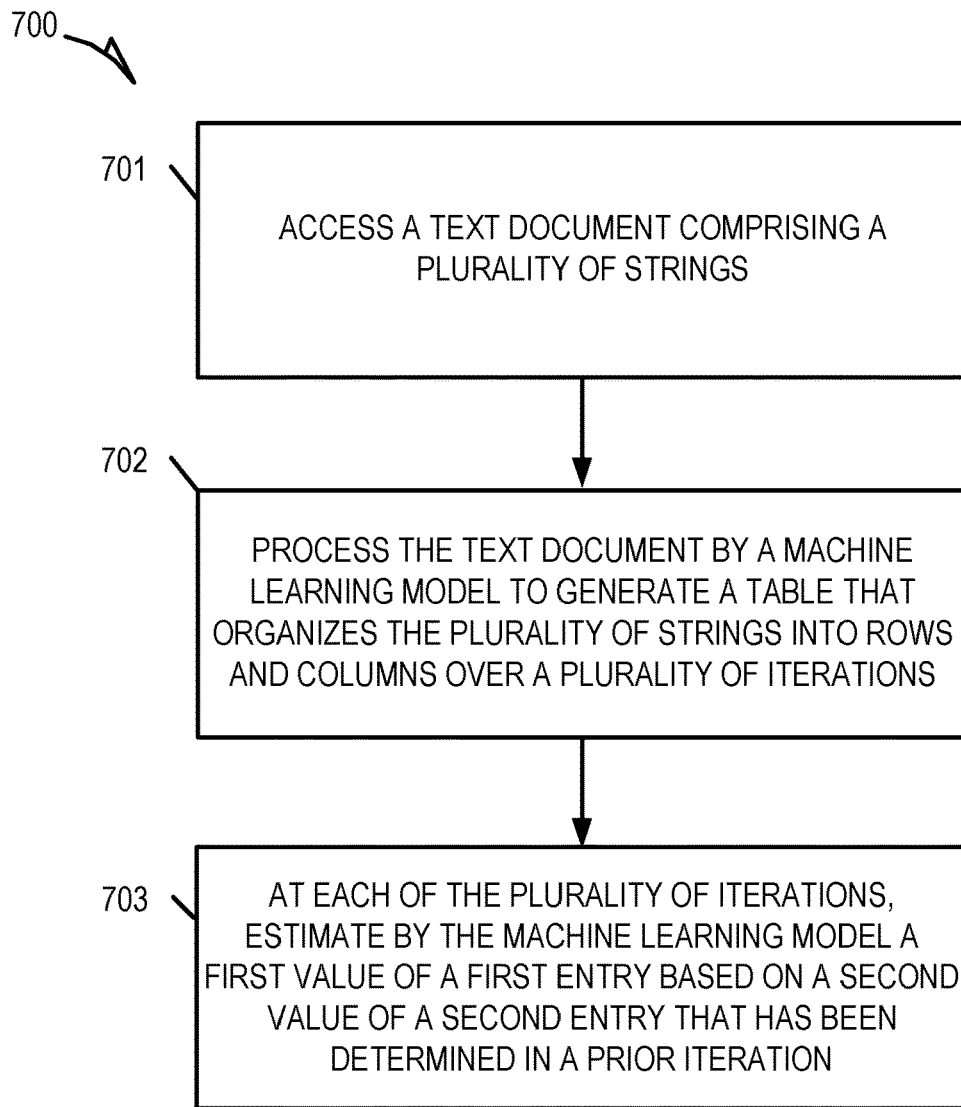 700
701
ACCESS A TEXT DOCUMENT COMPRISING A
PLURALITY OF STRINGS
702
PROCESS THE TEXT DOCUMENT BY A MACHINE
LEARNING MODEL TO GENERATE A TABLE THAT
ORGANIZES THE PLURALITY OF STRINGS INTO ROWS
AND COLUMNS OVER A PLURALITY OF ITERATIONS
703
AT EACH OF THE PLURALITY OF ITERATIONS,
ESTIMATE BY THE MACHINE LEARNING MODEL A
FIRST VALUE OF A FIRST ENTRY BASED ON A SECOND
VALUE OF A SECOND ENTRY THAT HAS BEEN
DETERMINED IN A PRIOR ITERATION